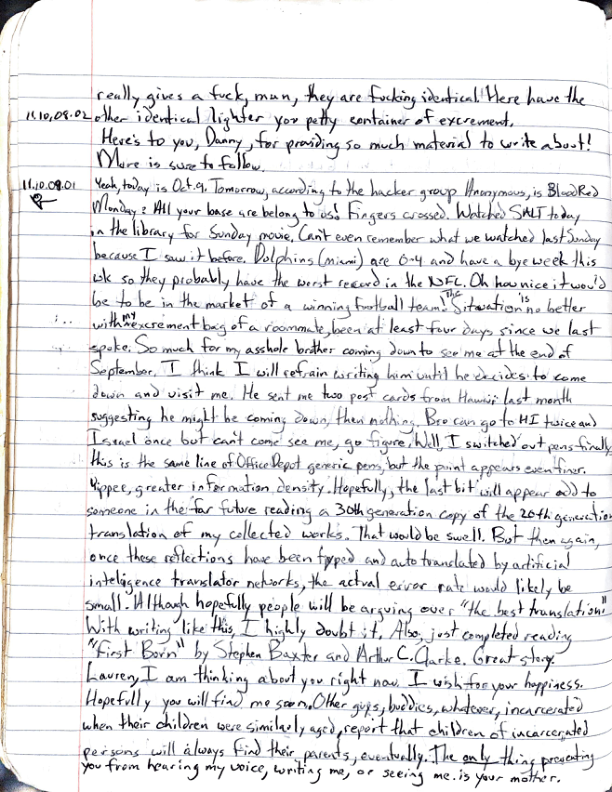 really gives a fuck, man, they are fucking identical! Here have the
11.10.09.02 other identical lighter you petty container of excrement.
Here's to you, Danny, for providing so much material to write about!
More is sure to follow.
11.10.09.01 Yeah, today is Oct 9. Tomorrow, according to the hacker group Anonymous, is Blood Red
Monday? All your base are belong to us! Fingers crossed. Watched SALT today
in the library for Sunday movie. Can't even remember what we watched last Sunday
because I saw it before. Dolphins (miami) are 0-4 and have a bye week this
wk so they probably have the worst record in the NFC. Oh how nice it would
be to be in the market of a winning football team! The Situation is no better
with my excrement bag of a roommate, been at least four days since we last
spoke. So much for my asshole brother coming down to see me at the end of
September. I think I will refrain writing him until he decides to come
down and visit me. He sent me two post cards from Hawaii last month
suggesting he might be coming down, then nothing. Bro can go to HI twice and
Israel once but can't come see me, go figure. Well, I switched out pens finally
this is the same line of Office Depot generic pens, but the point appears even finer.
Yippee, greater information density. Hopefully, the last bit will appear odd to
someone in the far future reading a 30th generation copy of the 20th generation
translation of my collected works. That would be swell. But then again,
once these reflections have been typed and auto translated by artificial
intelligence translator networks, the actual error rate would likely be
small. Although hopefully people will be arguing over "the best translation."
With writing like this, I highly doubt it. Also, just completed reading
"First Born" by Stephen Baxter and Arthur C. Clarke. Great story.
Lauren, I am thinking about you right now. I wish for your happiness.
Hopefully you will find me soon. Other guys, buddies, whatever, incarcerated
when their children were similarly aged, report that children of incarcerated
persons will always find their parents, eventually. The only thing preventing
you from hearing my voice, writing me, or seeing me is your mother.